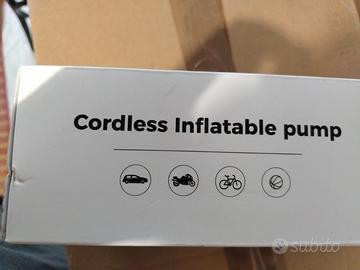 Cordless Inflatable pump
subito